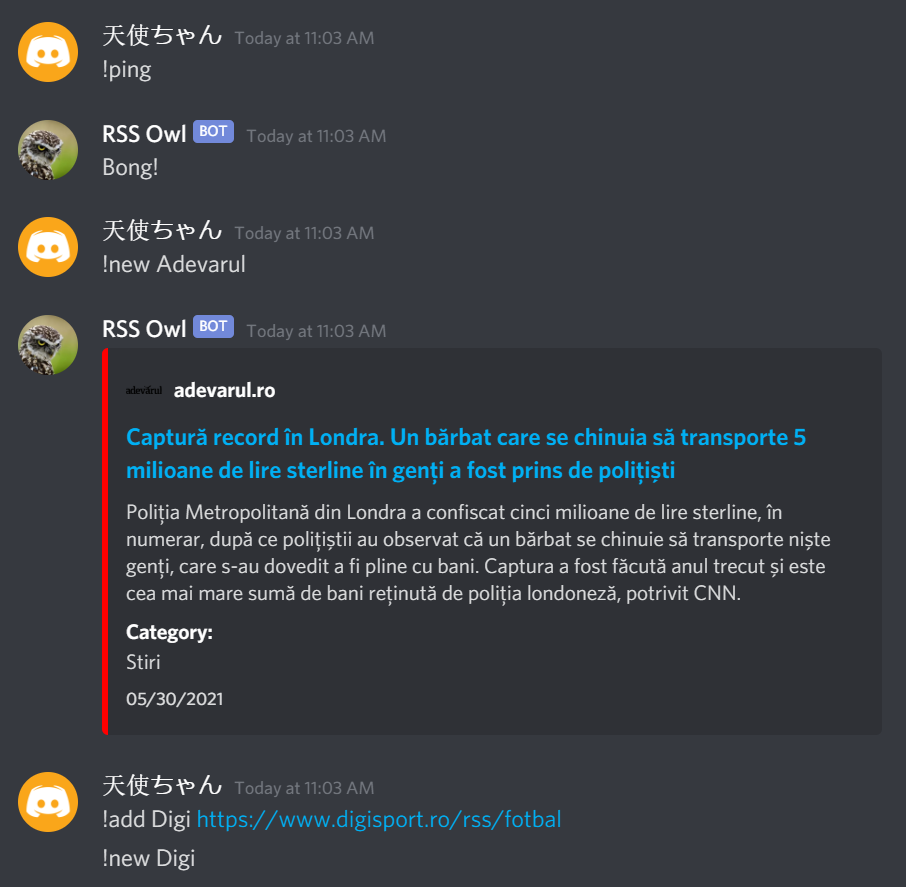 天使ちゃん Today at 11:03 AM
!ping
RSS Owl BOT Today at 11:03 AM
Bong!
天使ちゃん Today at 11:03 AM
!new Adevarul
RSS Owl BOT Today at 11:03 AM
adevărul adevarul.ro
Captură record în Londra. Un bărbat care se chinuia să transporte 5
milioane de lire sterline în genți a fost prins de polițiști
Poliția Metropolitană din Londra a confiscat cinci milioane de lire sterline, în
numerar, după ce polițiștii au observat că un bărbat se chinuie să transporte niște
genți, care s-au dovedit a fi pline cu bani. Captura a fost făcută anul trecut și este
cea mai mare sumă de bani reținută de poliția londoneză, potrivit CNN.
Category:
Stiri
05/30/2021
天使ちゃん Today at 11:03 AM
!add Digi https://www.digisport.ro/rss/fotbal
!new Digi